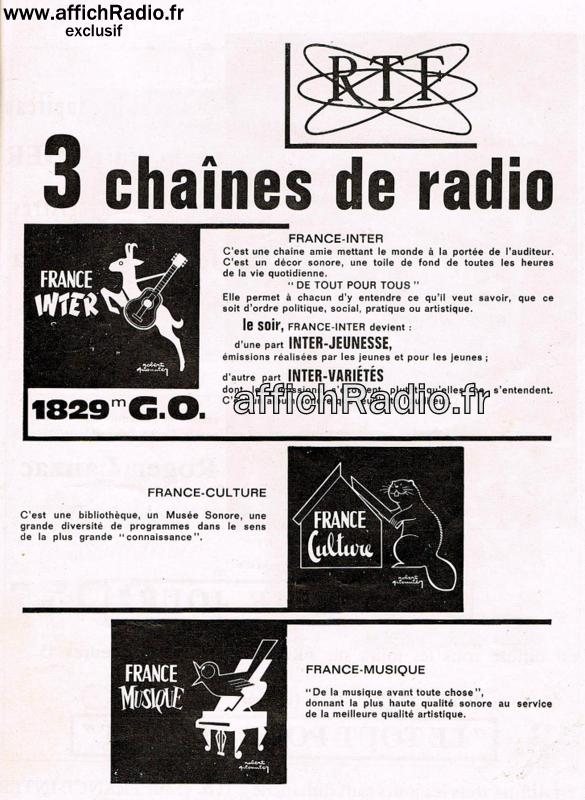 www.affichRadio.fr
exclusif
RTF
3 chaînes de radio
FRANCE INTER
1829m G.O.
FRANCE-INTER
C'est une chaine amie mettant le monde à la portée de l'auditeur.
C'est un décor sonore, une toile de fond de toutes les heures
de la vie quotidienne.
"DE TOUT POUR TOUS"
Elle permet à chacun d'y entendre ce qu'il veut savoir, que ce
soit d'ordre politique, social, pratique ou artistique.
le soir, FRANCE-INTER devient :
d'une part INTER-JEUNESSE,
émissions réalisées par les jeunes et pour les jeunes ;
d'autre part INTER-VARIÉTÉS
dont les émissions s'entendent.
affichRadio.fr
FRANCE-CULTURE
C'est une bibliothèque, un Musée Sonore, une
grande diversité de programmes dans le sens
de la plus grande "connaissance".
FRANCE
Culture
FRANCE
MUSIQUE
FRANCE-MUSIQUE
"De la musique avant toute chose",
donnant la plus haute qualité sonore au service
de la meilleure qualité artistique.